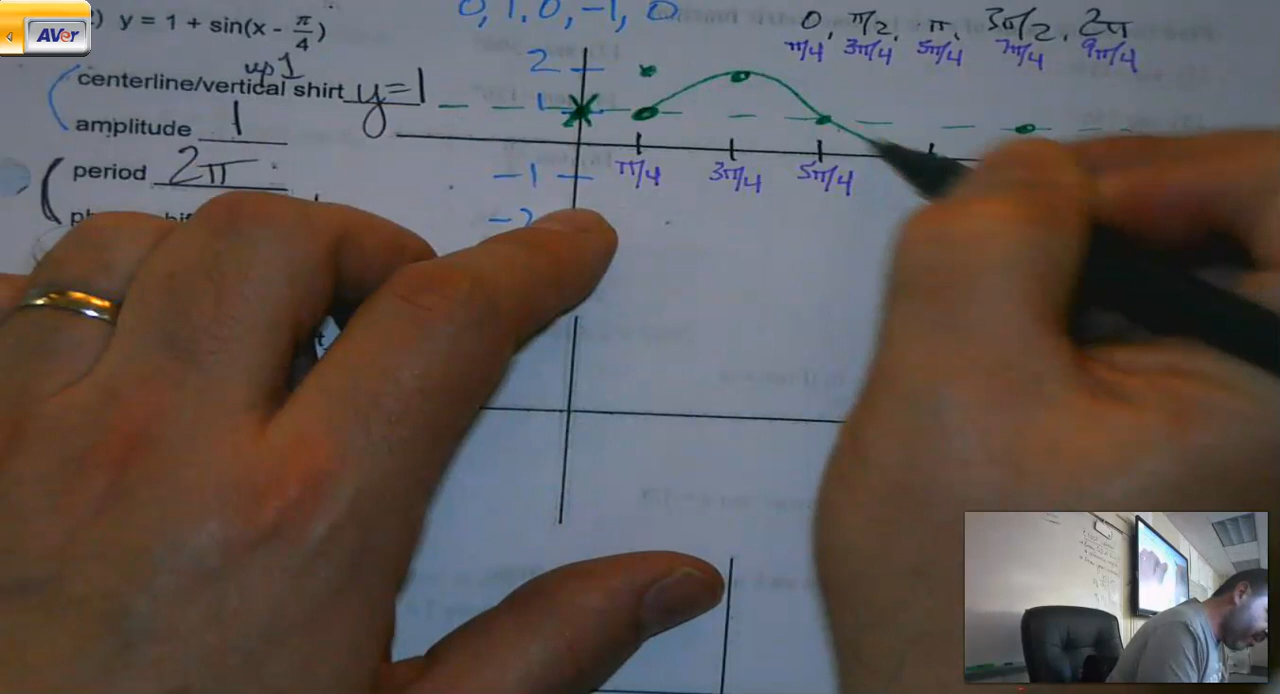 ) y = 1 + sin(x - π/4)
0, 1, 0, -1, 0
0, π/2, π, 3π/2, 2π
π/4 3π/4 5π/4 7π/4 9π/4
AVer
up 1
centerline/vertical shirt y=1
amplitude 1
period 2π
2
1
-1
-2
π/4 3π/4 5π/4